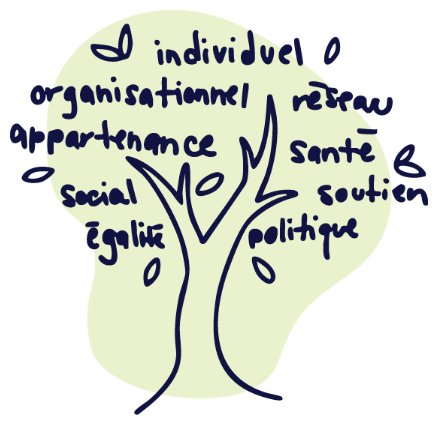 individuel
organisationnel
réseau
appartenance
santé
social
soutien
égalité
politique